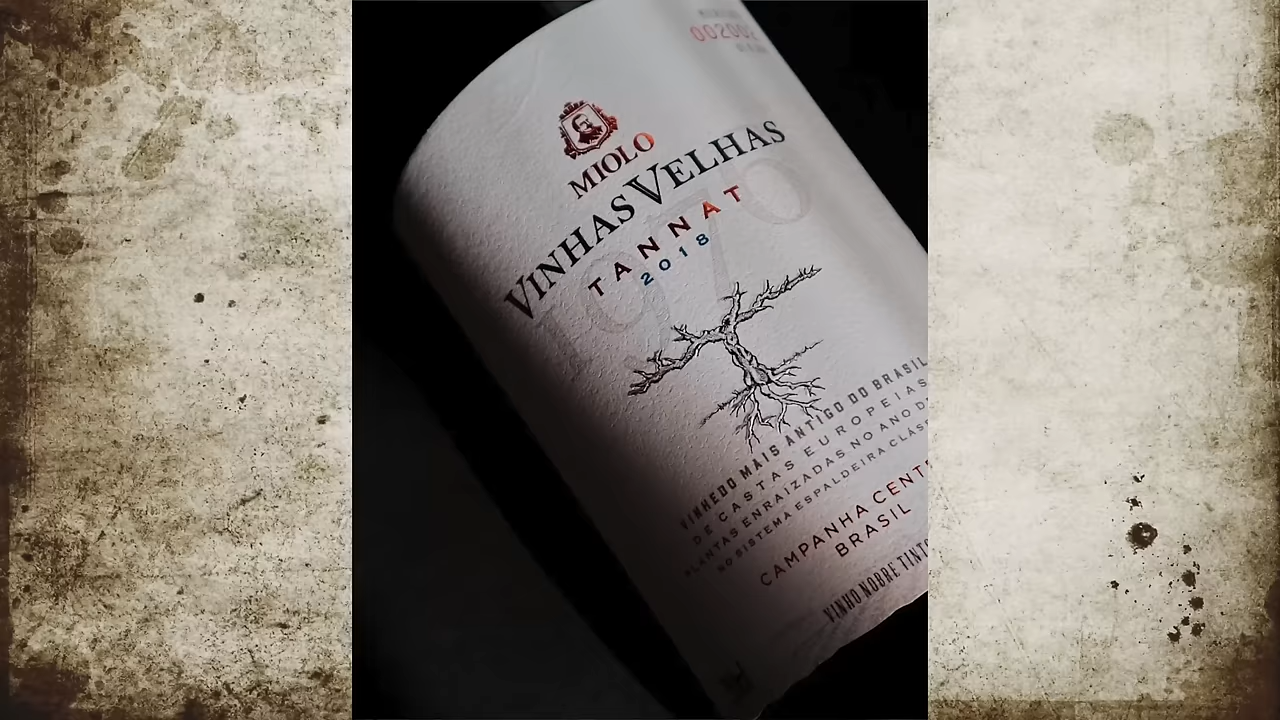 MIOLO
VINHAS VELHAS
TANNAT
2018
VINHEDO MAIS ANTIGO DO BRASIL
DE CASTAS EUROPEIAS
PLANTAS ENRAIZADAS NO ANO
NO SISTEMA ESPALDEIRA
CAMPANHA
BRASIL
VINHO NOBRE